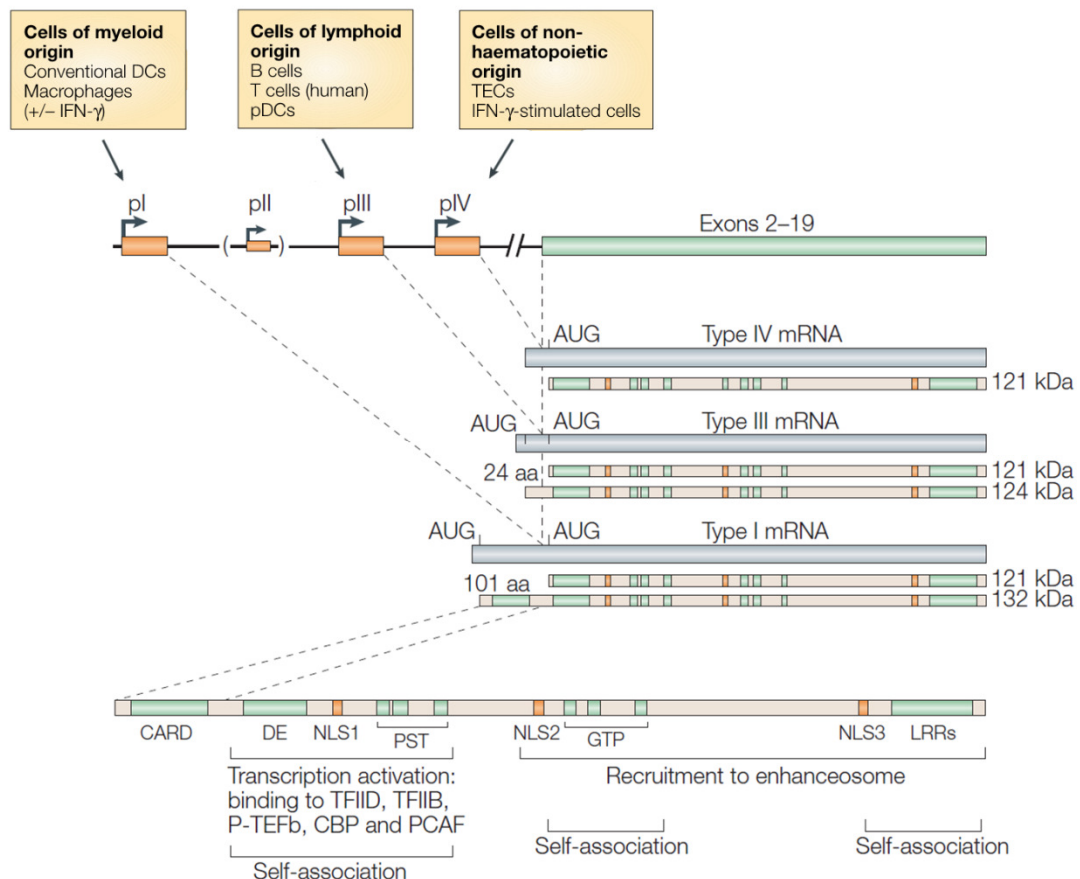 Cells of myeloid
origin
Conventional DCs
Macrophages
(+/– IFN-γ)
Cells of lymphoid
origin
B cells
T cells (human)
pDCs
Cells of non-
haematopoietic
origin
TECs
IFN-γ-stimulated cells
pI
pII
pIII
pIV
( )
Exons 2–19
AUG Type IV mRNA
121 kDa
AUG AUG Type III mRNA
24 aa
121 kDa
124 kDa
AUG AUG Type I mRNA
101 aa
121 kDa
132 kDa
CARD DE NLS1 PST NLS2 GTP NLS3 LRRs
Transcription activation:
binding to TFIID, TFIIB,
P-TEFb, CBP and PCAF
Self-association
Recruitment to enhanceosome
Self-association
Self-association